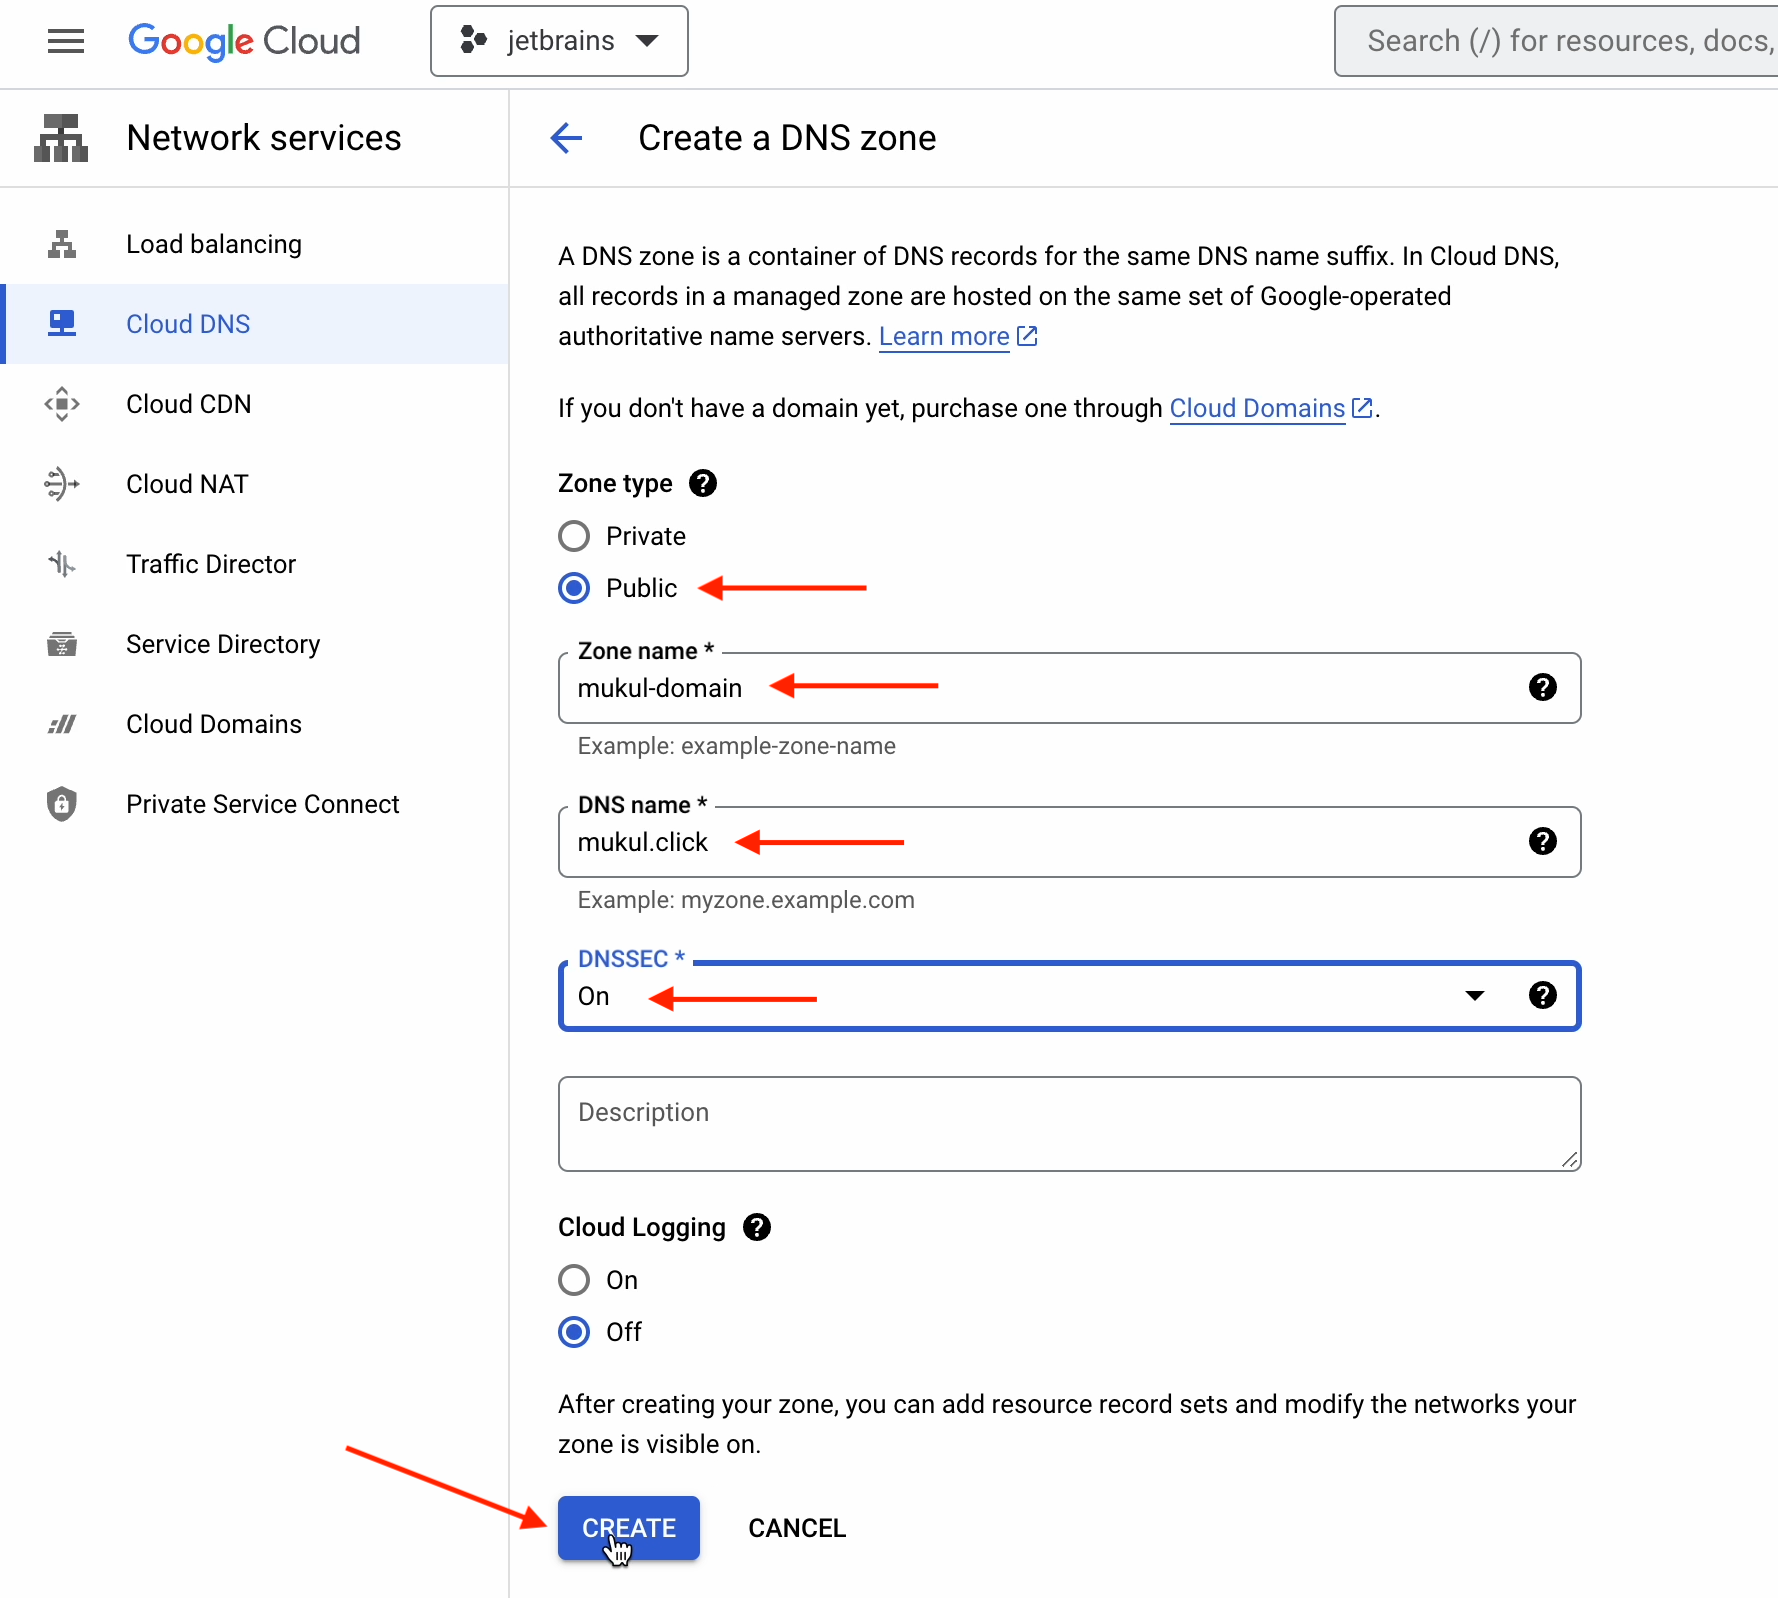 Google Cloud
jetbrains
Search (/) for resources, docs,
Network services
Create a DNS zone
Load balancing
Cloud DNS
Cloud CDN
Cloud NAT
Traffic Director
Service Directory
Cloud Domains
Private Service Connect
A DNS zone is a container of DNS records for the same DNS name suffix. In Cloud DNS,
all records in a managed zone are hosted on the same set of Google-operated
authoritative name servers. Learn more
If you don't have a domain yet, purchase one through Cloud Domains.
Zone type
Private
Public
Zone name *
mukul-domain
Example: example-zone-name
DNS name *
mukul.click
Example: myzone.example.com
DNSSEC *
On
Description
Cloud Logging
On
Off
After creating your zone, you can add resource record sets and modify the networks your
zone is visible on.
CREATE
CANCEL